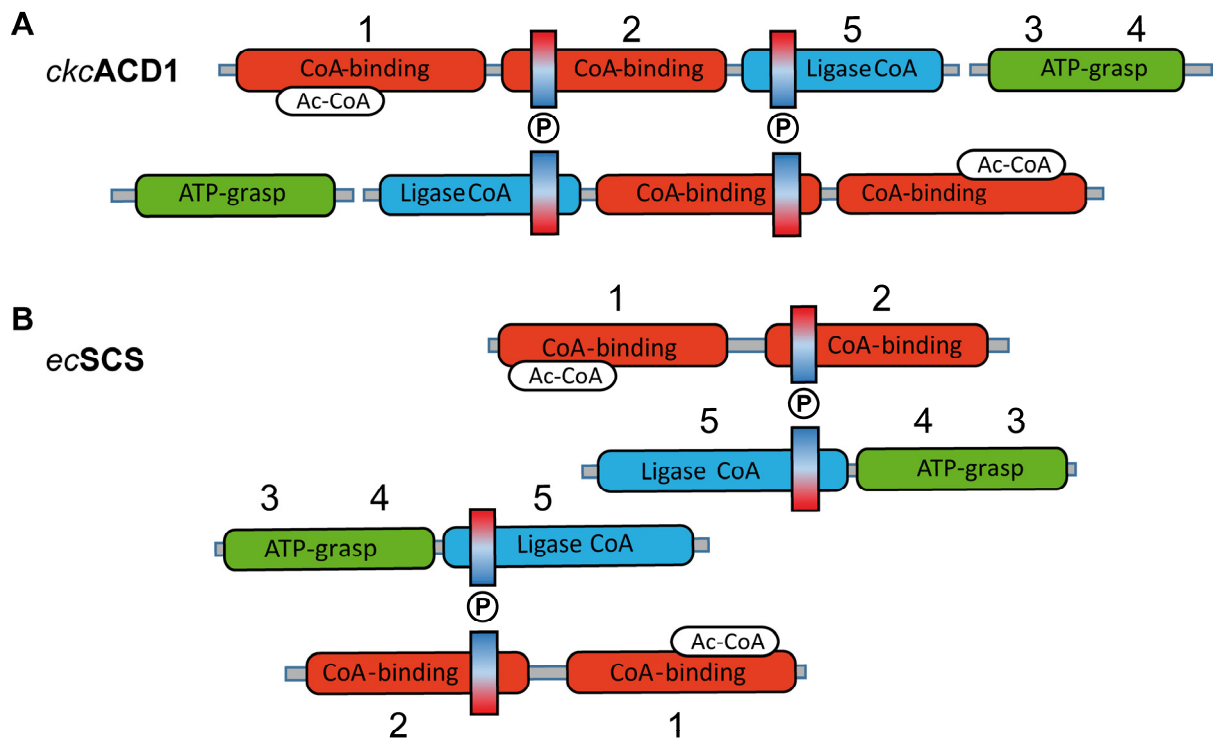 A
ckcACD1
1 2 5 3 4
CoA-binding CoA-binding Ligase CoA ATP-grasp
Ac-CoA
P P
Ac-CoA
ATP-grasp Ligase CoA CoA-binding CoA-binding
B
ecSCS
1 2
CoA-binding CoA-binding
Ac-CoA
P
5 4 3
Ligase CoA ATP-grasp
3 4 5
ATP-grasp Ligase CoA
P
Ac-CoA
CoA-binding CoA-binding
2 1